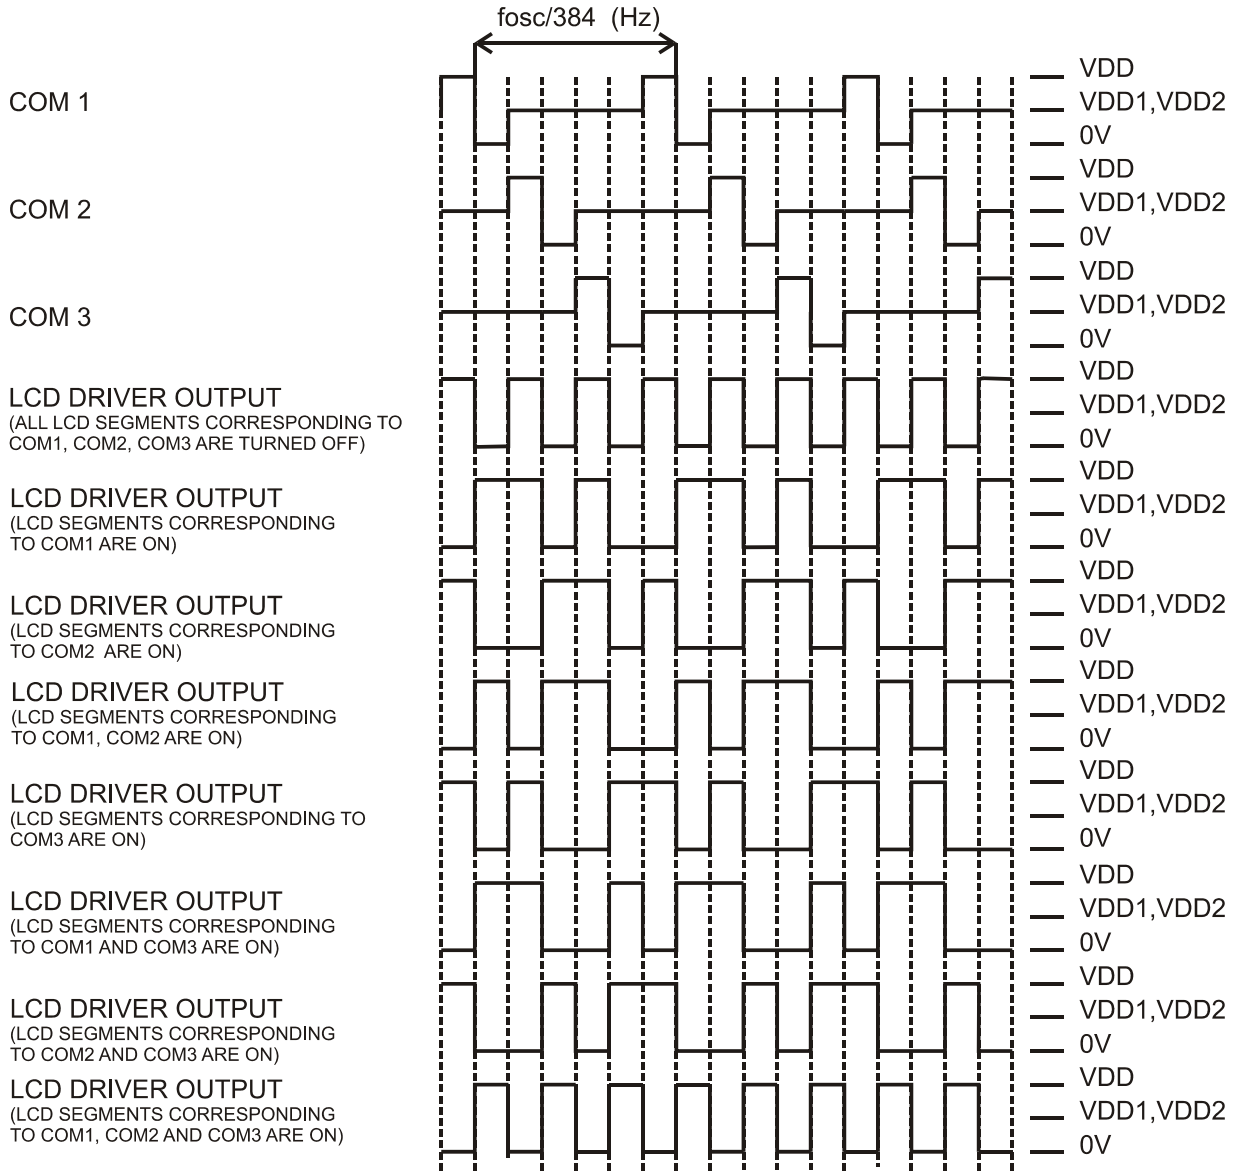 fosc/384 (Hz)
COM 1
VDD
VDD1,VDD2
0V
COM 2
VDD
VDD1,VDD2
0V
COM 3
VDD
VDD1,VDD2
0V
LCD DRIVER OUTPUT
(ALL LCD SEGMENTS CORRESPONDING TO
COM1, COM2, COM3 ARE TURNED OFF)
VDD
VDD1,VDD2
0V
LCD DRIVER OUTPUT
(LCD SEGMENTS CORRESPONDING
TO COM1 ARE ON)
VDD
VDD1,VDD2
0V
LCD DRIVER OUTPUT
(LCD SEGMENTS CORRESPONDING
TO COM2 ARE ON)
VDD
VDD1,VDD2
0V
LCD DRIVER OUTPUT
(LCD SEGMENTS CORRESPONDING
TO COM1, COM2 ARE ON)
VDD
VDD1,VDD2
0V
LCD DRIVER OUTPUT
(LCD SEGMENTS CORRESPONDING TO
COM3 ARE ON)
VDD
VDD1,VDD2
0V
LCD DRIVER OUTPUT
(LCD SEGMENTS CORRESPONDING
TO COM1 AND COM3 ARE ON)
VDD
VDD1,VDD2
0V
LCD DRIVER OUTPUT
(LCD SEGMENTS CORRESPONDING
TO COM2 AND COM3 ARE ON)
VDD
VDD1,VDD2
0V
LCD DRIVER OUTPUT
(LCD SEGMENTS CORRESPONDING
TO COM1, COM2 AND COM3 ARE ON)
VDD
VDD1,VDD2
0V